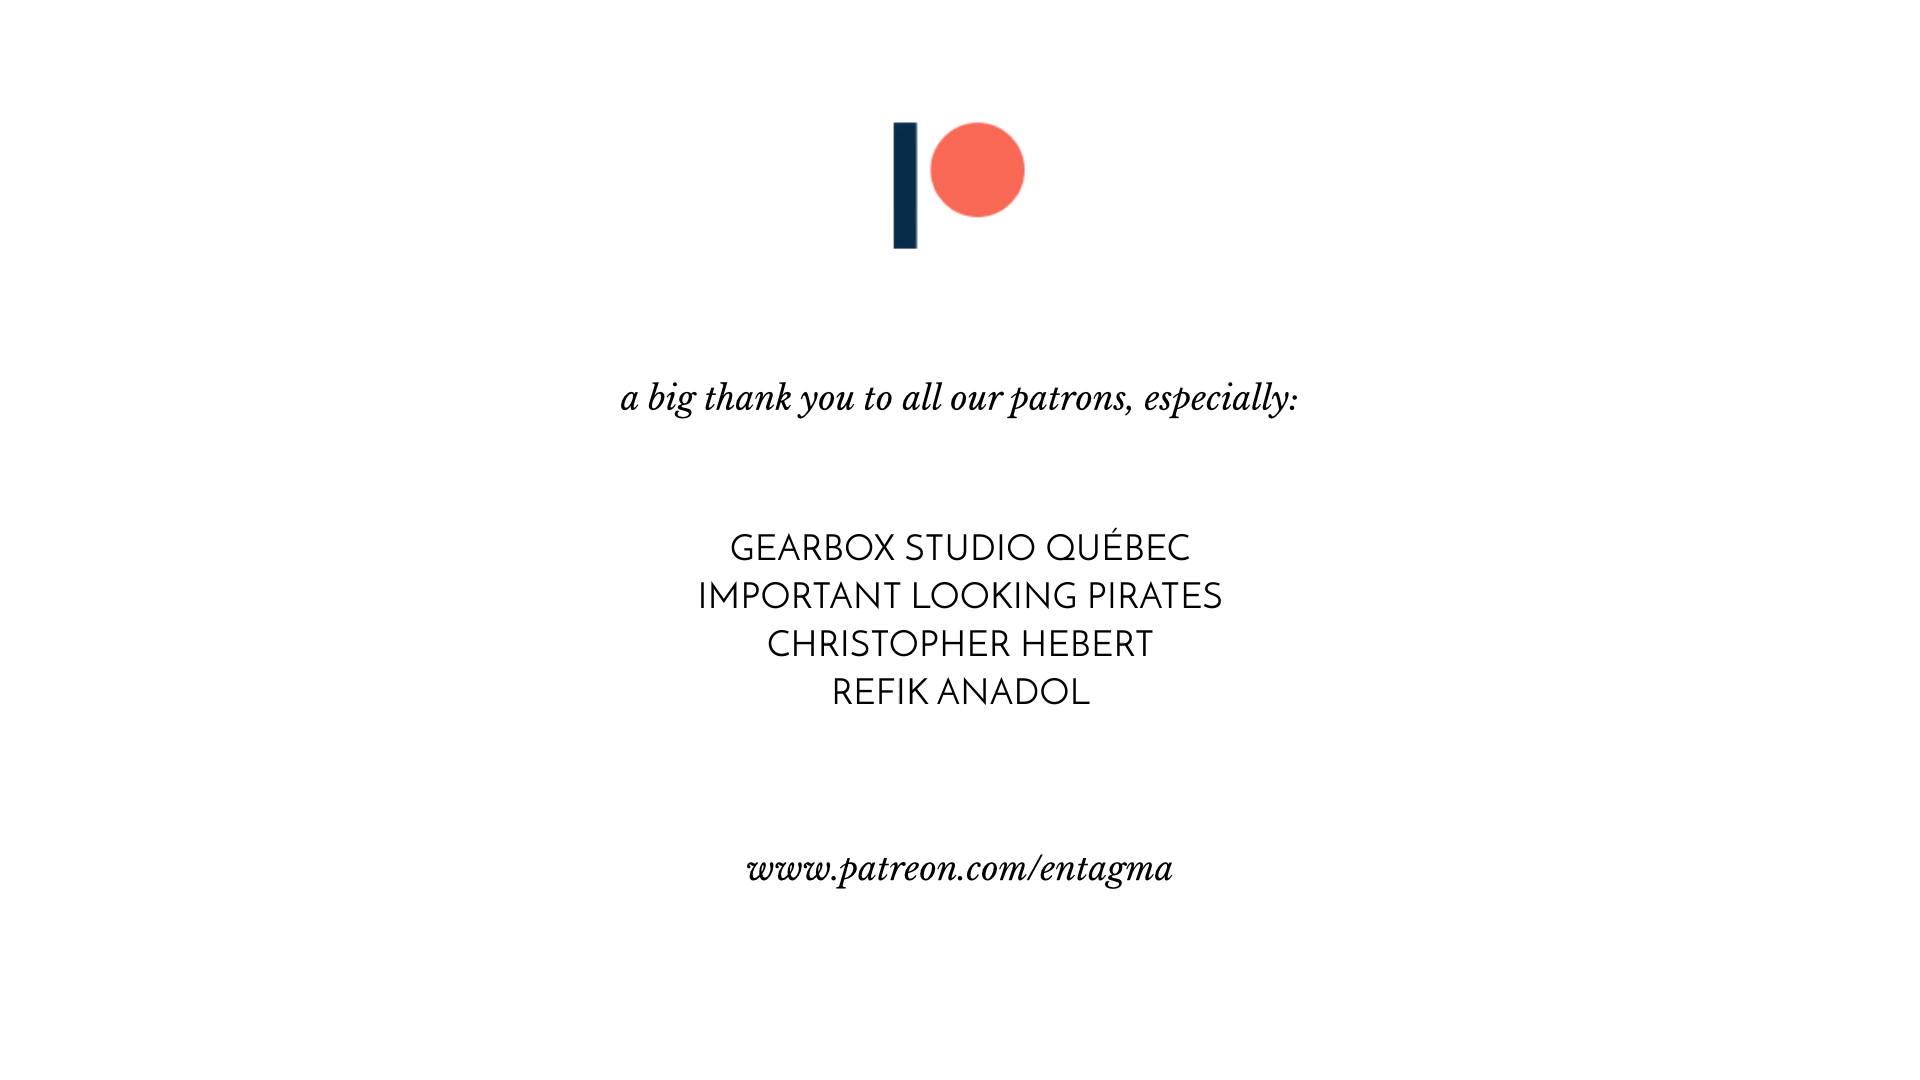 a big thank you to all our patrons, especially:
GEARBOX STUDIO QUÉBEC
IMPORTANT LOOKING PIRATES
CHRISTOPHER HEBERT
REFIK ANADOL
www.patreon.com/entagma